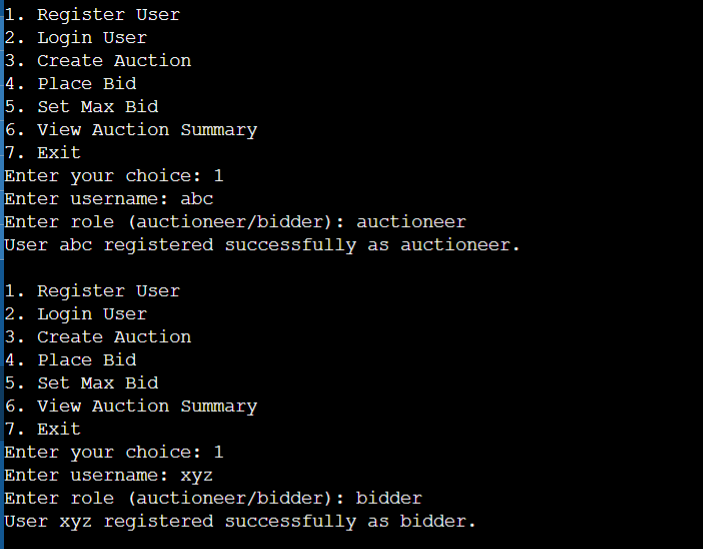 1. Register User
2. Login User
3. Create Auction
4. Place Bid
5. Set Max Bid
6. View Auction Summary
7. Exit
Enter your choice: 1
Enter username: abc
Enter role (auctioneer/bidder): auctioneer
User abc registered successfully as auctioneer.

1. Register User
2. Login User
3. Create Auction
4. Place Bid
5. Set Max Bid
6. View Auction Summary
7. Exit
Enter your choice: 1
Enter username: xyz
Enter role (auctioneer/bidder): bidder
User xyz registered successfully as bidder.